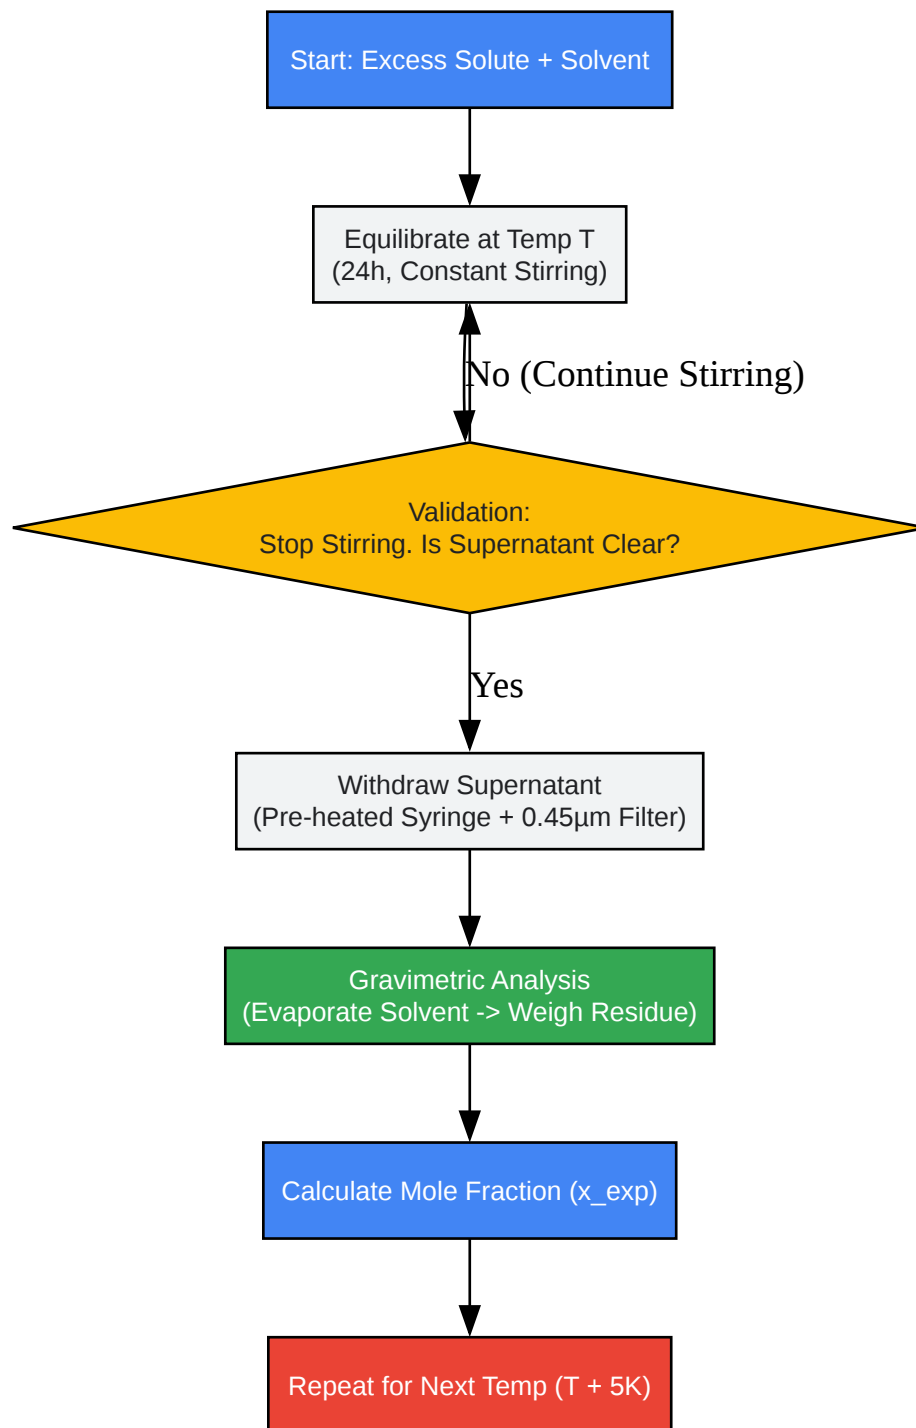 Start: Excess Solute + Solvent
Equilibrate at Temp T
(24h, Constant Stirring)
No (Continue Stirring)
Validation:
Stop Stirring. Is Supernatant Clear?
Yes
Withdraw Supernatant
(Pre-heated Syringe + 0.45µm Filter)
Gravimetric Analysis
(Evaporate Solvent -> Weigh Residue)
Calculate Mole Fraction (x_exp)
Repeat for Next Temp (T + 5K)